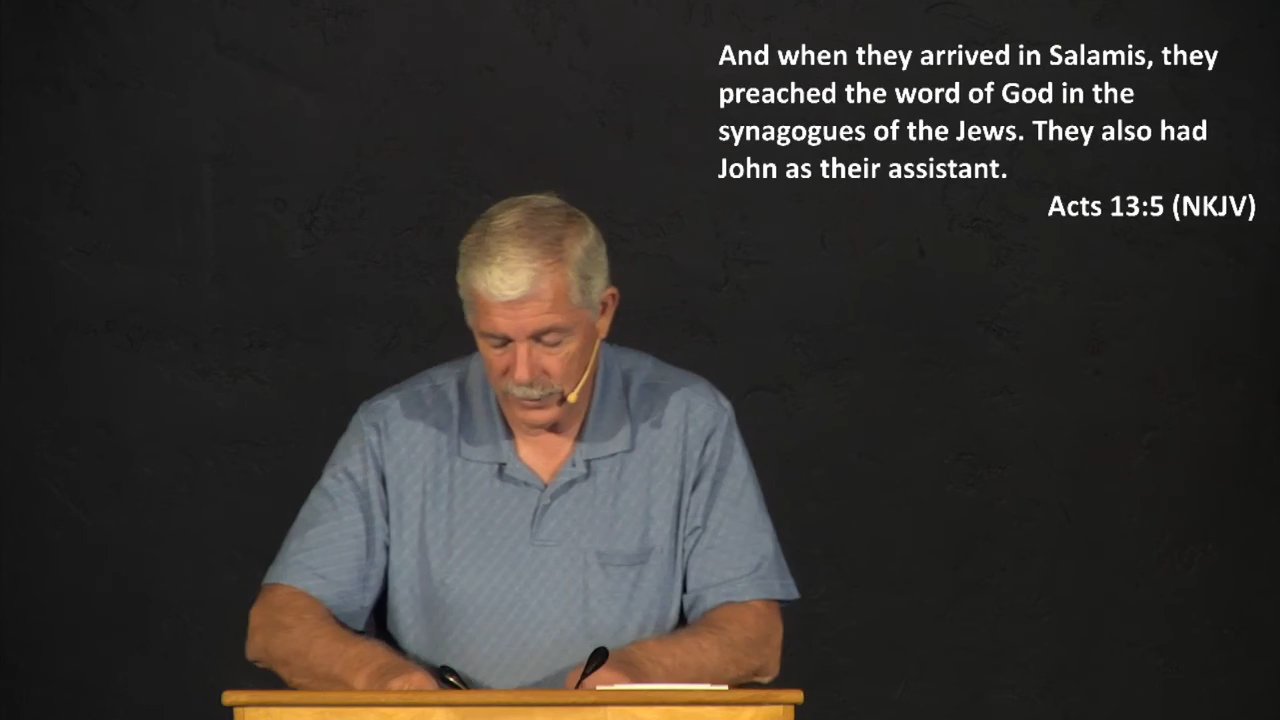 And when they arrived in Salamis, they
preached the word of God in the
synagogues of the Jews. They also had
John as their assistant.
Acts 13:5 (NKJV)